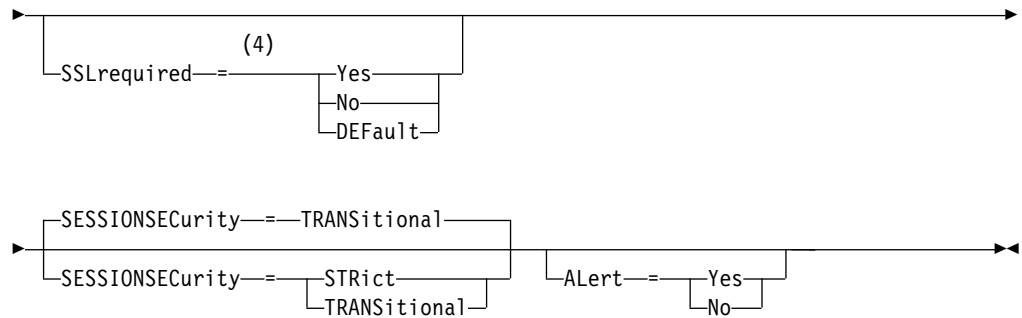 (4)
SSLrequired = Yes
No
DEFault
SESSIONSECurity = TRANSitional
SESSIONSECurity = STRict
TRANSitional
ALert = Yes
No